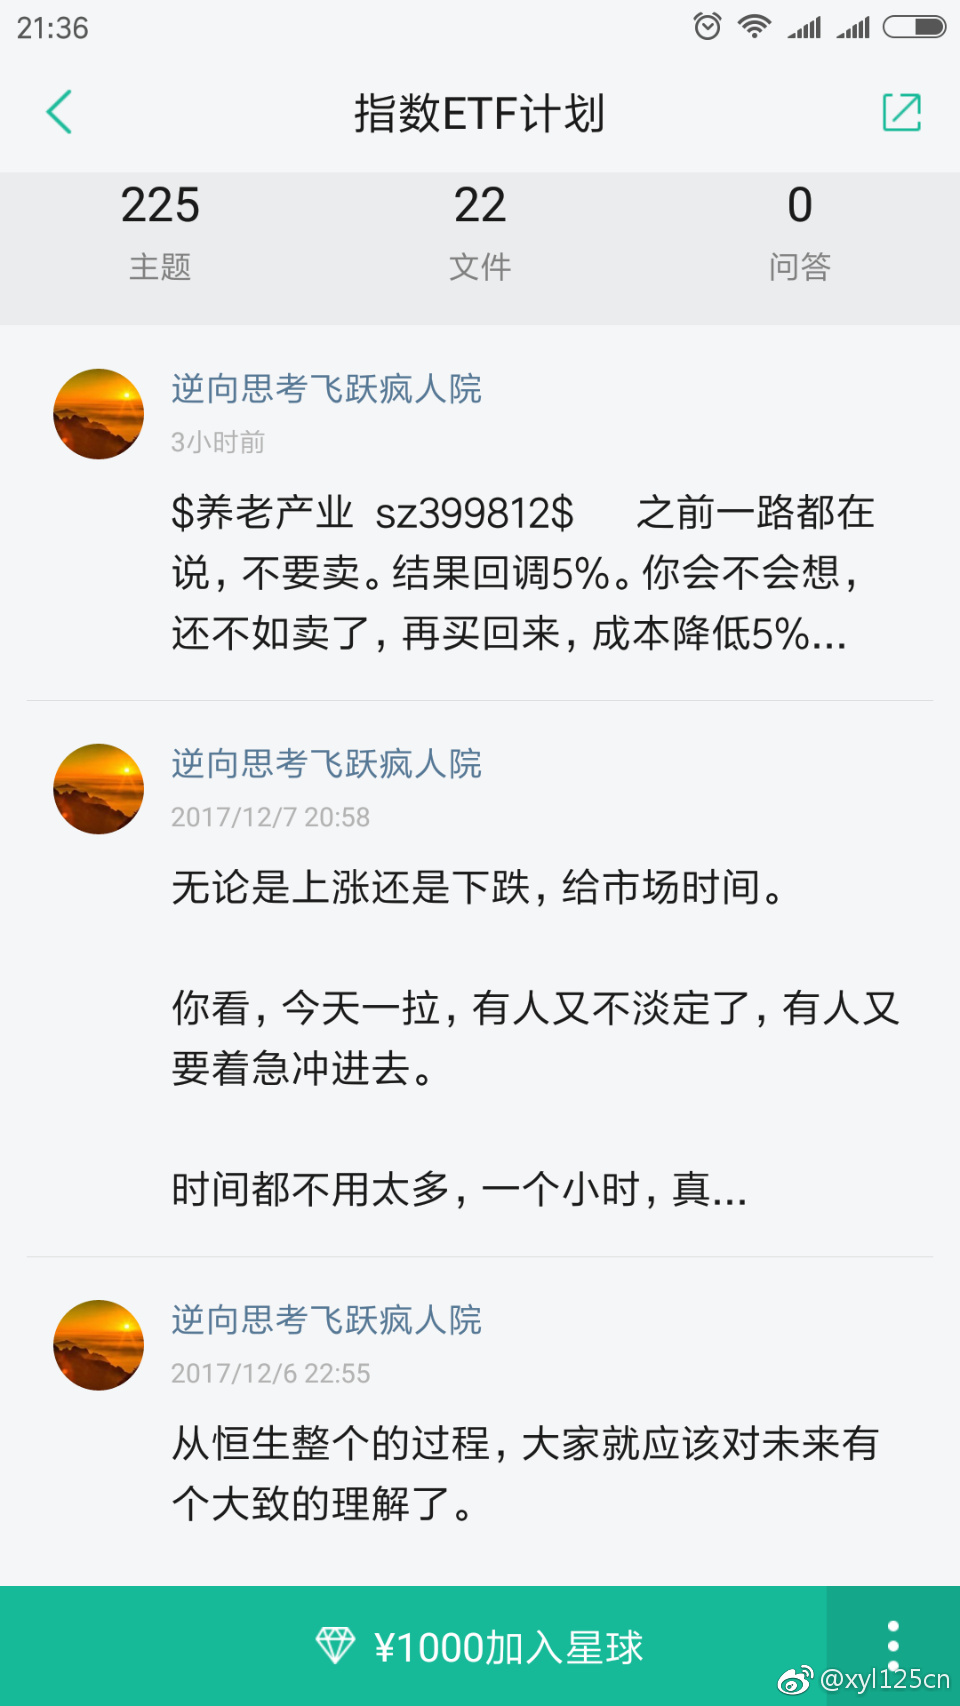 21:36
指数ETF计划
225 22 0
主题 文件 问答
逆向思考飞跃疯人院
3小时前
$养老产业 sz399812$ 之前一路都在
说，不要卖。结果回调5%。你会不会想，
还不如卖了，再买回来，成本降低5%...
逆向思考飞跃疯人院
2017/12/7 20:58
无论是上涨还是下跌，给市场时间。
你看，今天一拉，有人又不淡定了，有人又
要着急冲进去。
时间都不用太多，一个小时，真...
逆向思考飞跃疯人院
2017/12/6 22:55
从恒生整个的过程，大家就应该对未来有
个大致的理解了。
¥1000加入星球
@xyl125cn